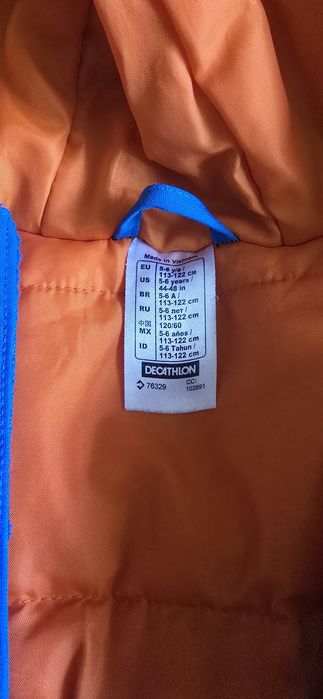 Made in Vietnam
EU 8-6 y/a /
113-122 CM
US 5-6 years /
44-48 in
BR 5-6 A /
113-122 cm
RU 5-6 лет /
113-122 cm
中国 120/60
MX 5-6 años /
113-122 cm
ID 5-6 Tahun /
113-122 cm
DECATHLON
76329 CC:
102691